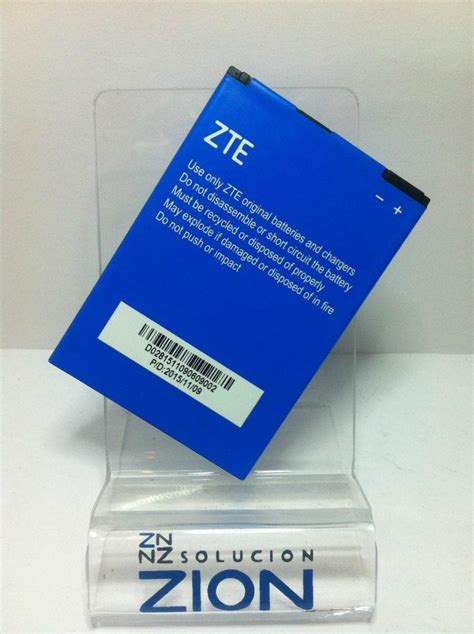 ZTE
Use only ZTE original batteries and chargers
Do not disassemble or short circuit the battery
Must be recycled or disposed of properly
May explode if damaged or disposed of in fire
Do not push or impact
- +
D0281511090609002
P/D:2015/11/09
ZN
NZ SOLUCION
ZION